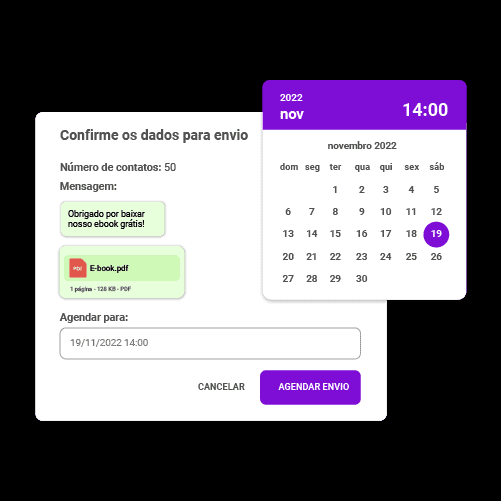 2022
nov
14:00
novembro 2022
dom seg ter qua qui sex sáb
1 2 3 4 5
6 7 8 9 10 11 12
13 14 15 16 17 18 19
20 21 22 23 24 25 26
27 28 29 30
Confirme os dados para envio
Número de contatos: 50
Mensagem:
Obrigado por baixar
nosso ebook grátis!
PDF
E-book.pdf
1 página - 128 KB - PDF
Agendar para:
19/11/2022 14:00
CANCELAR
AGENDAR ENVIO